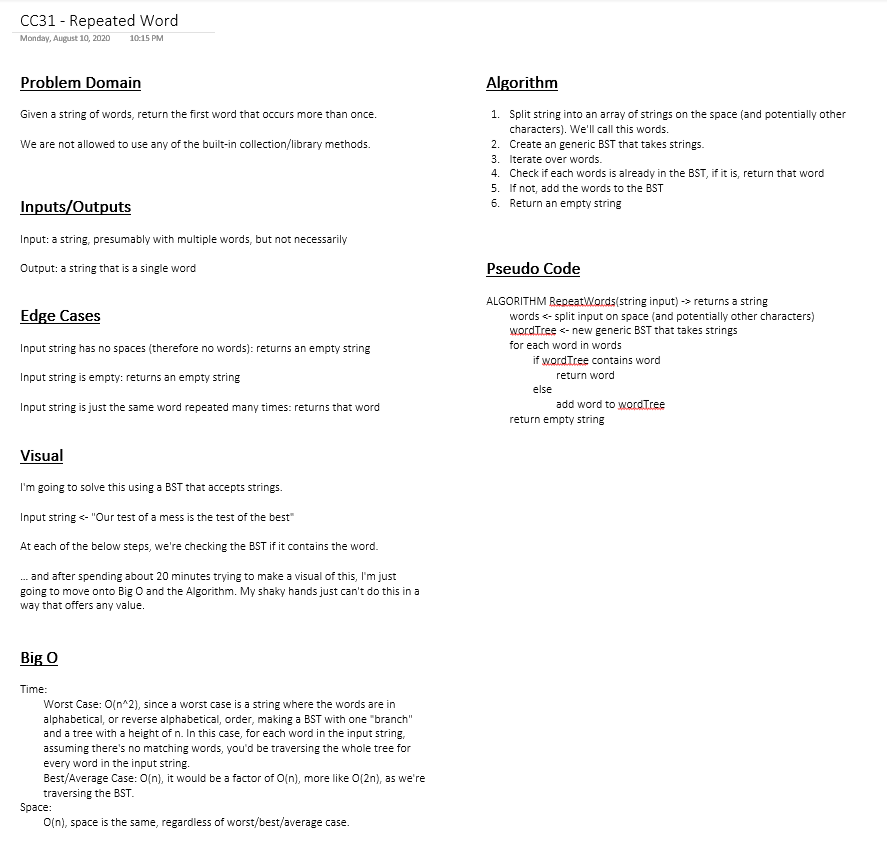 CC31 - Repeated Word
Monday, August 10, 2020 10:15 PM
Problem Domain
Given a string of words, return the first word that occurs more than once.
We are not allowed to use any of the built-in collection/library methods.
Inputs/Outputs
Input: a string, presumably with multiple words, but not necessarily
Output: a string that is a single word
Edge Cases
Input string has no spaces (therefore no words): returns an empty string
Input string is empty: returns an empty string
Input string is just the same word repeated many times: returns that word
Visual
I'm going to solve this using a BST that accepts strings.
Input string <- "Our test of a mess is the test of the best"
At each of the below steps, we're checking the BST if it contains the word.
... and after spending about 20 minutes trying to make a visual of this, I'm just
going to move onto Big O and the Algorithm. My shaky hands just can't do this in a
way that offers any value.
Big O
Time:
Worst Case: O(n^2), since a worst case is a string where the words are in
alphabetical, or reverse alphabetical, order, making a BST with one "branch"
and a tree with a height of n. In this case, for each word in the input string,
assuming there's no matching words, you'd be traversing the whole tree for
every word in the input string.
Best/Average Case: O(n), it would be a factor of O(n), more like O(2n), as we're
traversing the BST.
Space:
O(n), space is the same, regardless of worst/best/average case.
Algorithm
1. Split string into an array of strings on the space (and potentially other
characters). We'll call this words.
2. Create an generic BST that takes strings.
3. Iterate over words.
4. Check if each words is already in the BST, if it is, return that word
5. If not, add the words to the BST
6. Return an empty string
Pseudo Code
ALGORITHM RepeatWords(string input) -> returns a string
words <- split input on space (and potentially other characters)
wordTree <- new generic BST that takes strings
for each word in words
if wordTree contains word
return word
else
add word to wordTree
return empty string